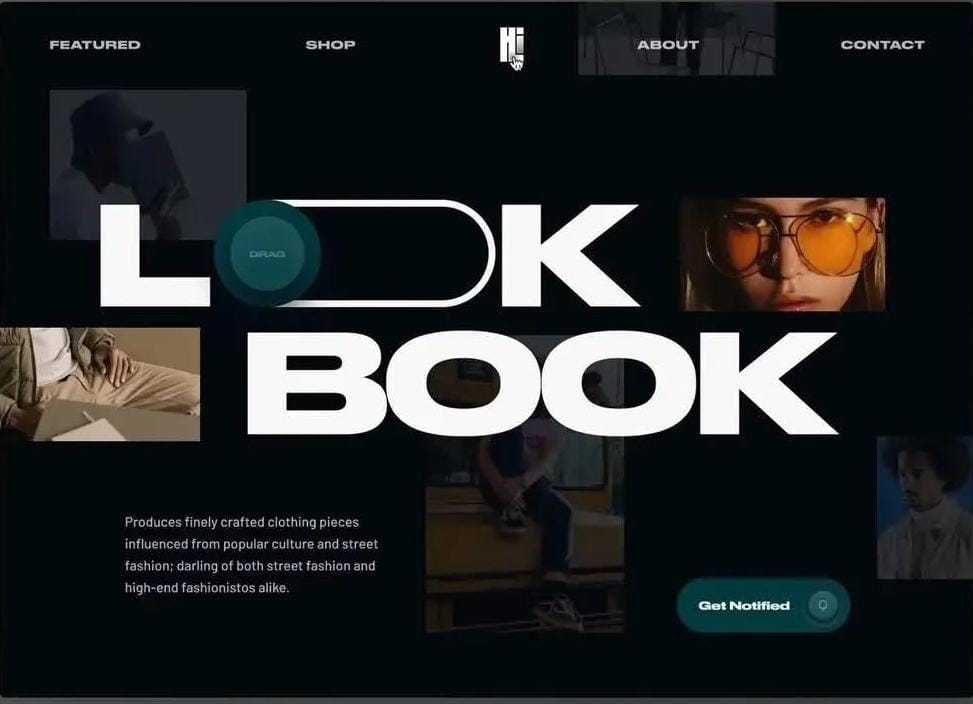 FEATURED
SHOP
Hi
ABOUT
CONTACT
L DRAG K
BOOK
Produces finely crafted clothing pieces
influenced from popular culture and street
fashion; darling of both street fashion and
high-end fashionistos alike.
Get Notified